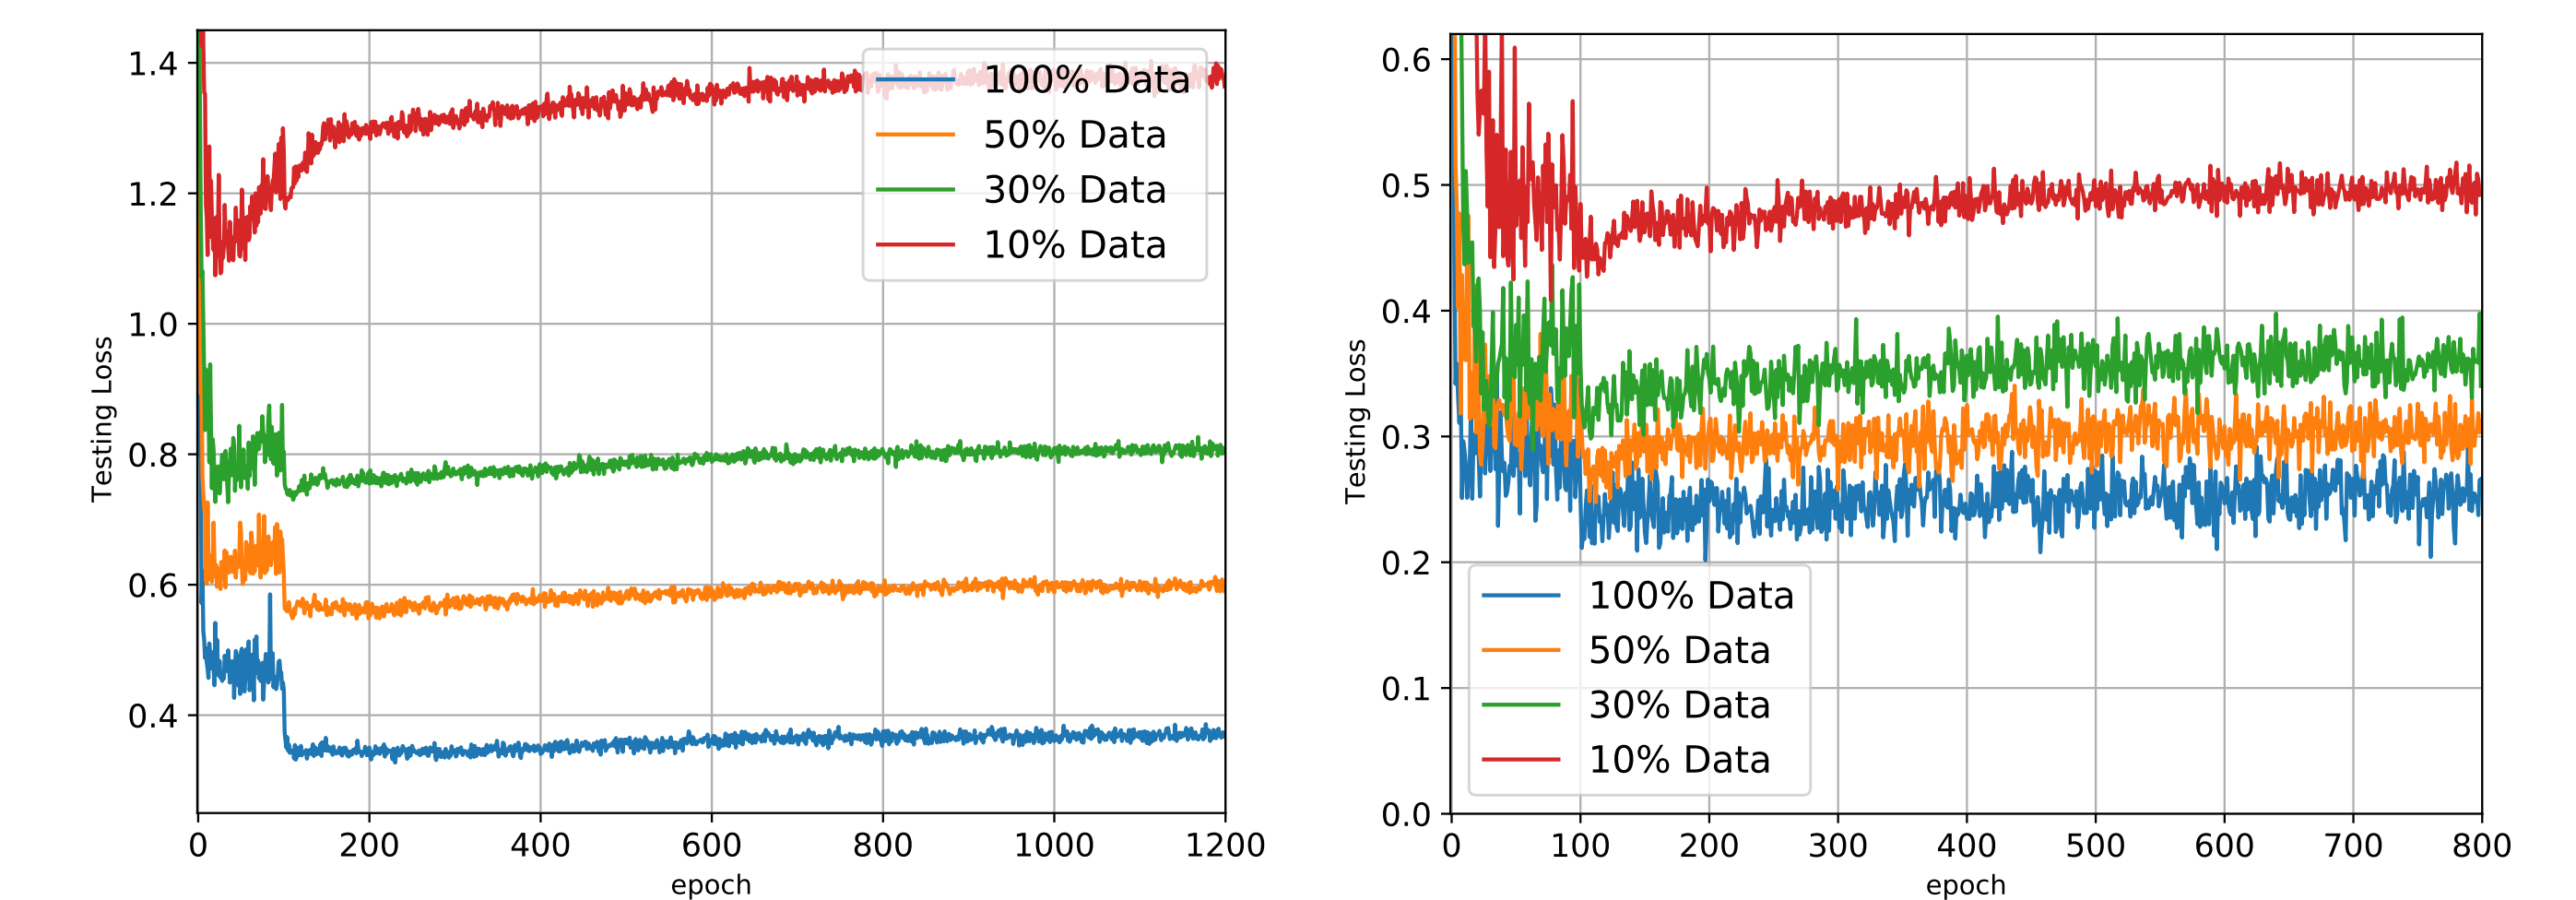 1.4
1.2
1.0
0.8
0.6
0.4
Testing Loss
0 200 400 600 800 1000 1200
epoch
100% Data
50% Data
30% Data
10% Data
0.6
0.5
0.4
0.3
0.2
0.1
0.0
Testing Loss
0 100 200 300 400 500 600 700 800
epoch
100% Data
50% Data
30% Data
10% Data